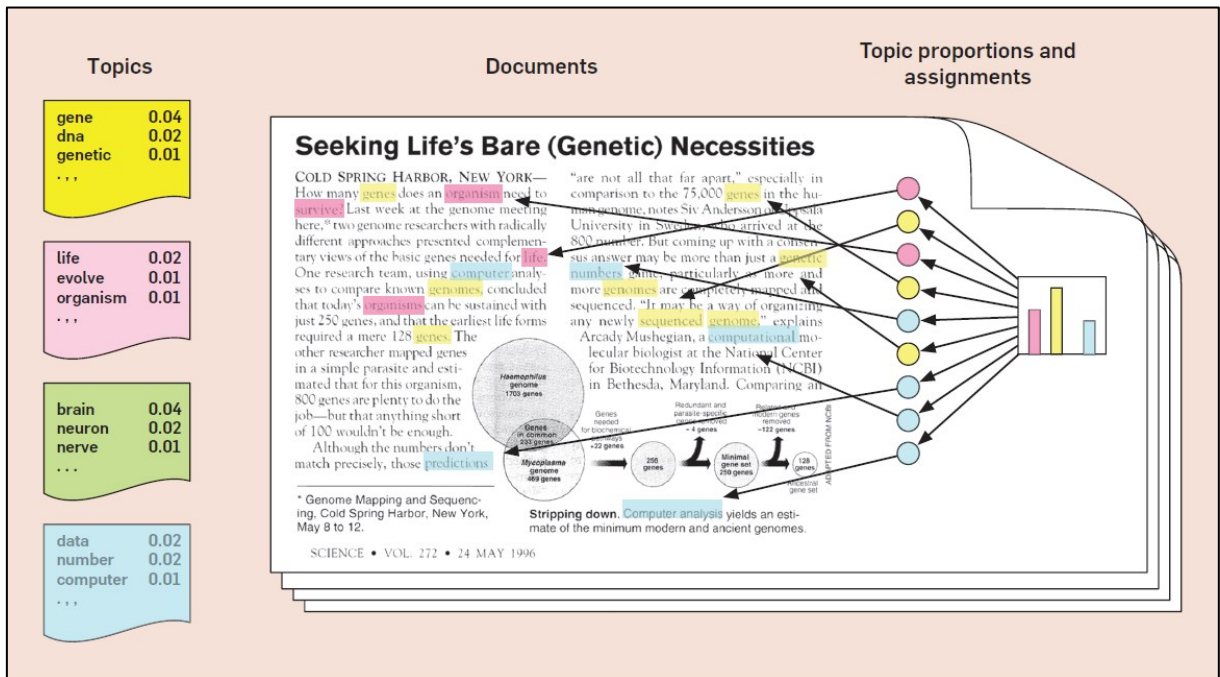 Topics
Documents
Topic proportions and
assignments
gene 0.04
dna 0.02
genetic 0.01
. , ,
life 0.02
evolve 0.01
organism 0.01
. , ,
brain 0.04
neuron 0.02
nerve 0.01
. . .
data 0.02
number 0.02
computer 0.01
. , ,
Seeking Life's Bare (Genetic) Necessities
COLD SPRING HARBOR, NEW YORK—
How many genes does an organism need to
survive? Last week at the genome meeting
here,* two genome researchers with radically
different approaches presented complemen-
tary views of the basic genes needed for life.
One research team, using computer analy-
ses to compare known genomes, concluded
that today's organisms can be sustained with
just 250 genes, and that the earliest life forms
required a mere 128 genes. The
other researcher mapped genes
in a simple parasite and esti-
mated that for this organism,
800 genes are plenty to do the
job—but that anything short
of 100 wouldn't be enough.
Although the numbers don't
match precisely, those predictions
* Genome Mapping and Sequenc-
ing, Cold Spring Harbor, New York,
May 8 to 12.
"are not all that far apart," especially in
comparison to the 75,000 genes in the hu-
man genome, notes Siv Andersson of Uppsala
University in Sweden, who arrived at the
800 number. But coming up with a consen-
sus answer may be more than just a genetic
numbers game, particularly as more and
more genomes are completely mapped and
sequenced. "It may be a way of organizing
any newly sequenced genome," explains
Arcady Mushegian, a computational mo-
lecular biologist at the National Center
for Biotechnology Information (NCBI)
in Bethesda, Maryland. Comparing an
Haemophilus
genome
1703 genes
Genes
in common
233 genes
Mycoplasma
genome
469 genes
Genes
needed
for biochemical
pathways
+22 genes
255
genes
Redundant and
parasite-specific
genes removed
– 4 genes
Minimal
gene set
250 genes
Related and
modern genes
removed
–122 genes
128
genes
Ancestral
gene set
ADAPTED FROM NCBI
Stripping down. Computer analysis yields an esti-
mate of the minimum modern and ancient genomes.
SCIENCE • VOL. 272 • 24 MAY 1996